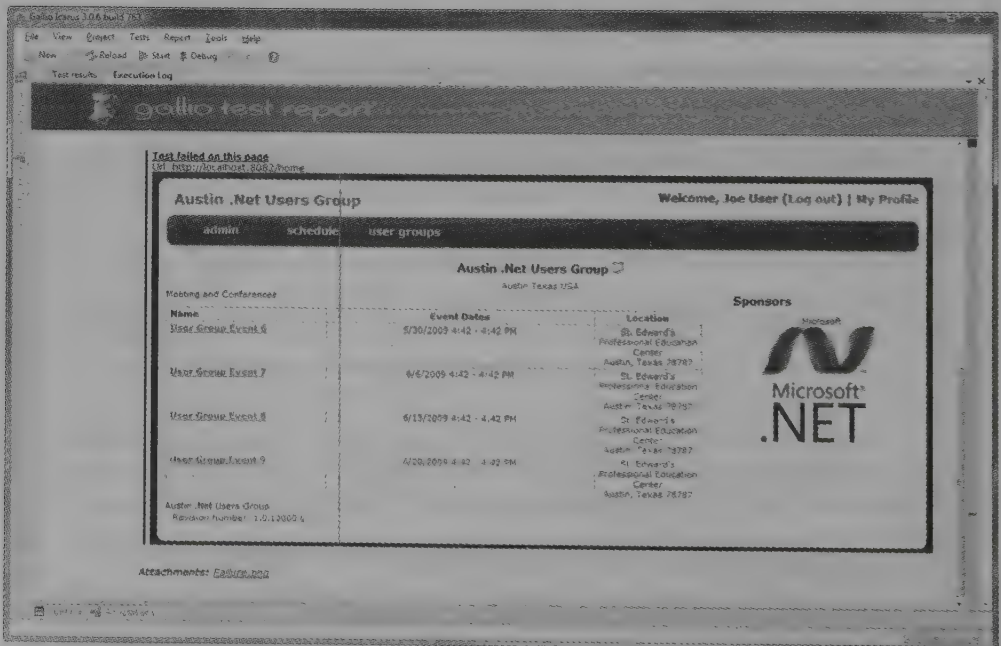 Gallio Icarus 3.0.6 build 763
File View Project Tests Report Tools Help
New Reload Start Debug
Test results Execution Log
gallio test report
Test failed on this page
Url: http://localhost:8082/home
Austin .Net Users Group
Welcome, Joe User (Log out) | My Profile
admin schedule user groups
Austin .Net Users Group
Austin Texas USA
Meeting and Conferences
Sponsors
Name Event Dates Location
User Group Event 6 5/30/2009 4:42 - 4:42 PM St. Edward's
Professional Education
Center
Austin, Texas 78787
User Group Event 7 6/6/2009 4:42 - 4:42 PM St. Edward's
Professional Education
Center
Austin, Texas 78787
User Group Event 8 6/13/2009 4:42 - 4:42 PM St. Edward's
Professional Education
Center
Austin, Texas 78787
User Group Event 9 6/20/2009 4:42 - 4:42 PM St. Edward's
Professional Education
Center
Austin, Texas 78787
Microsoft
Microsoft®
.NET
Austin .Net Users Group
Revision number
Attachments: Failure.png